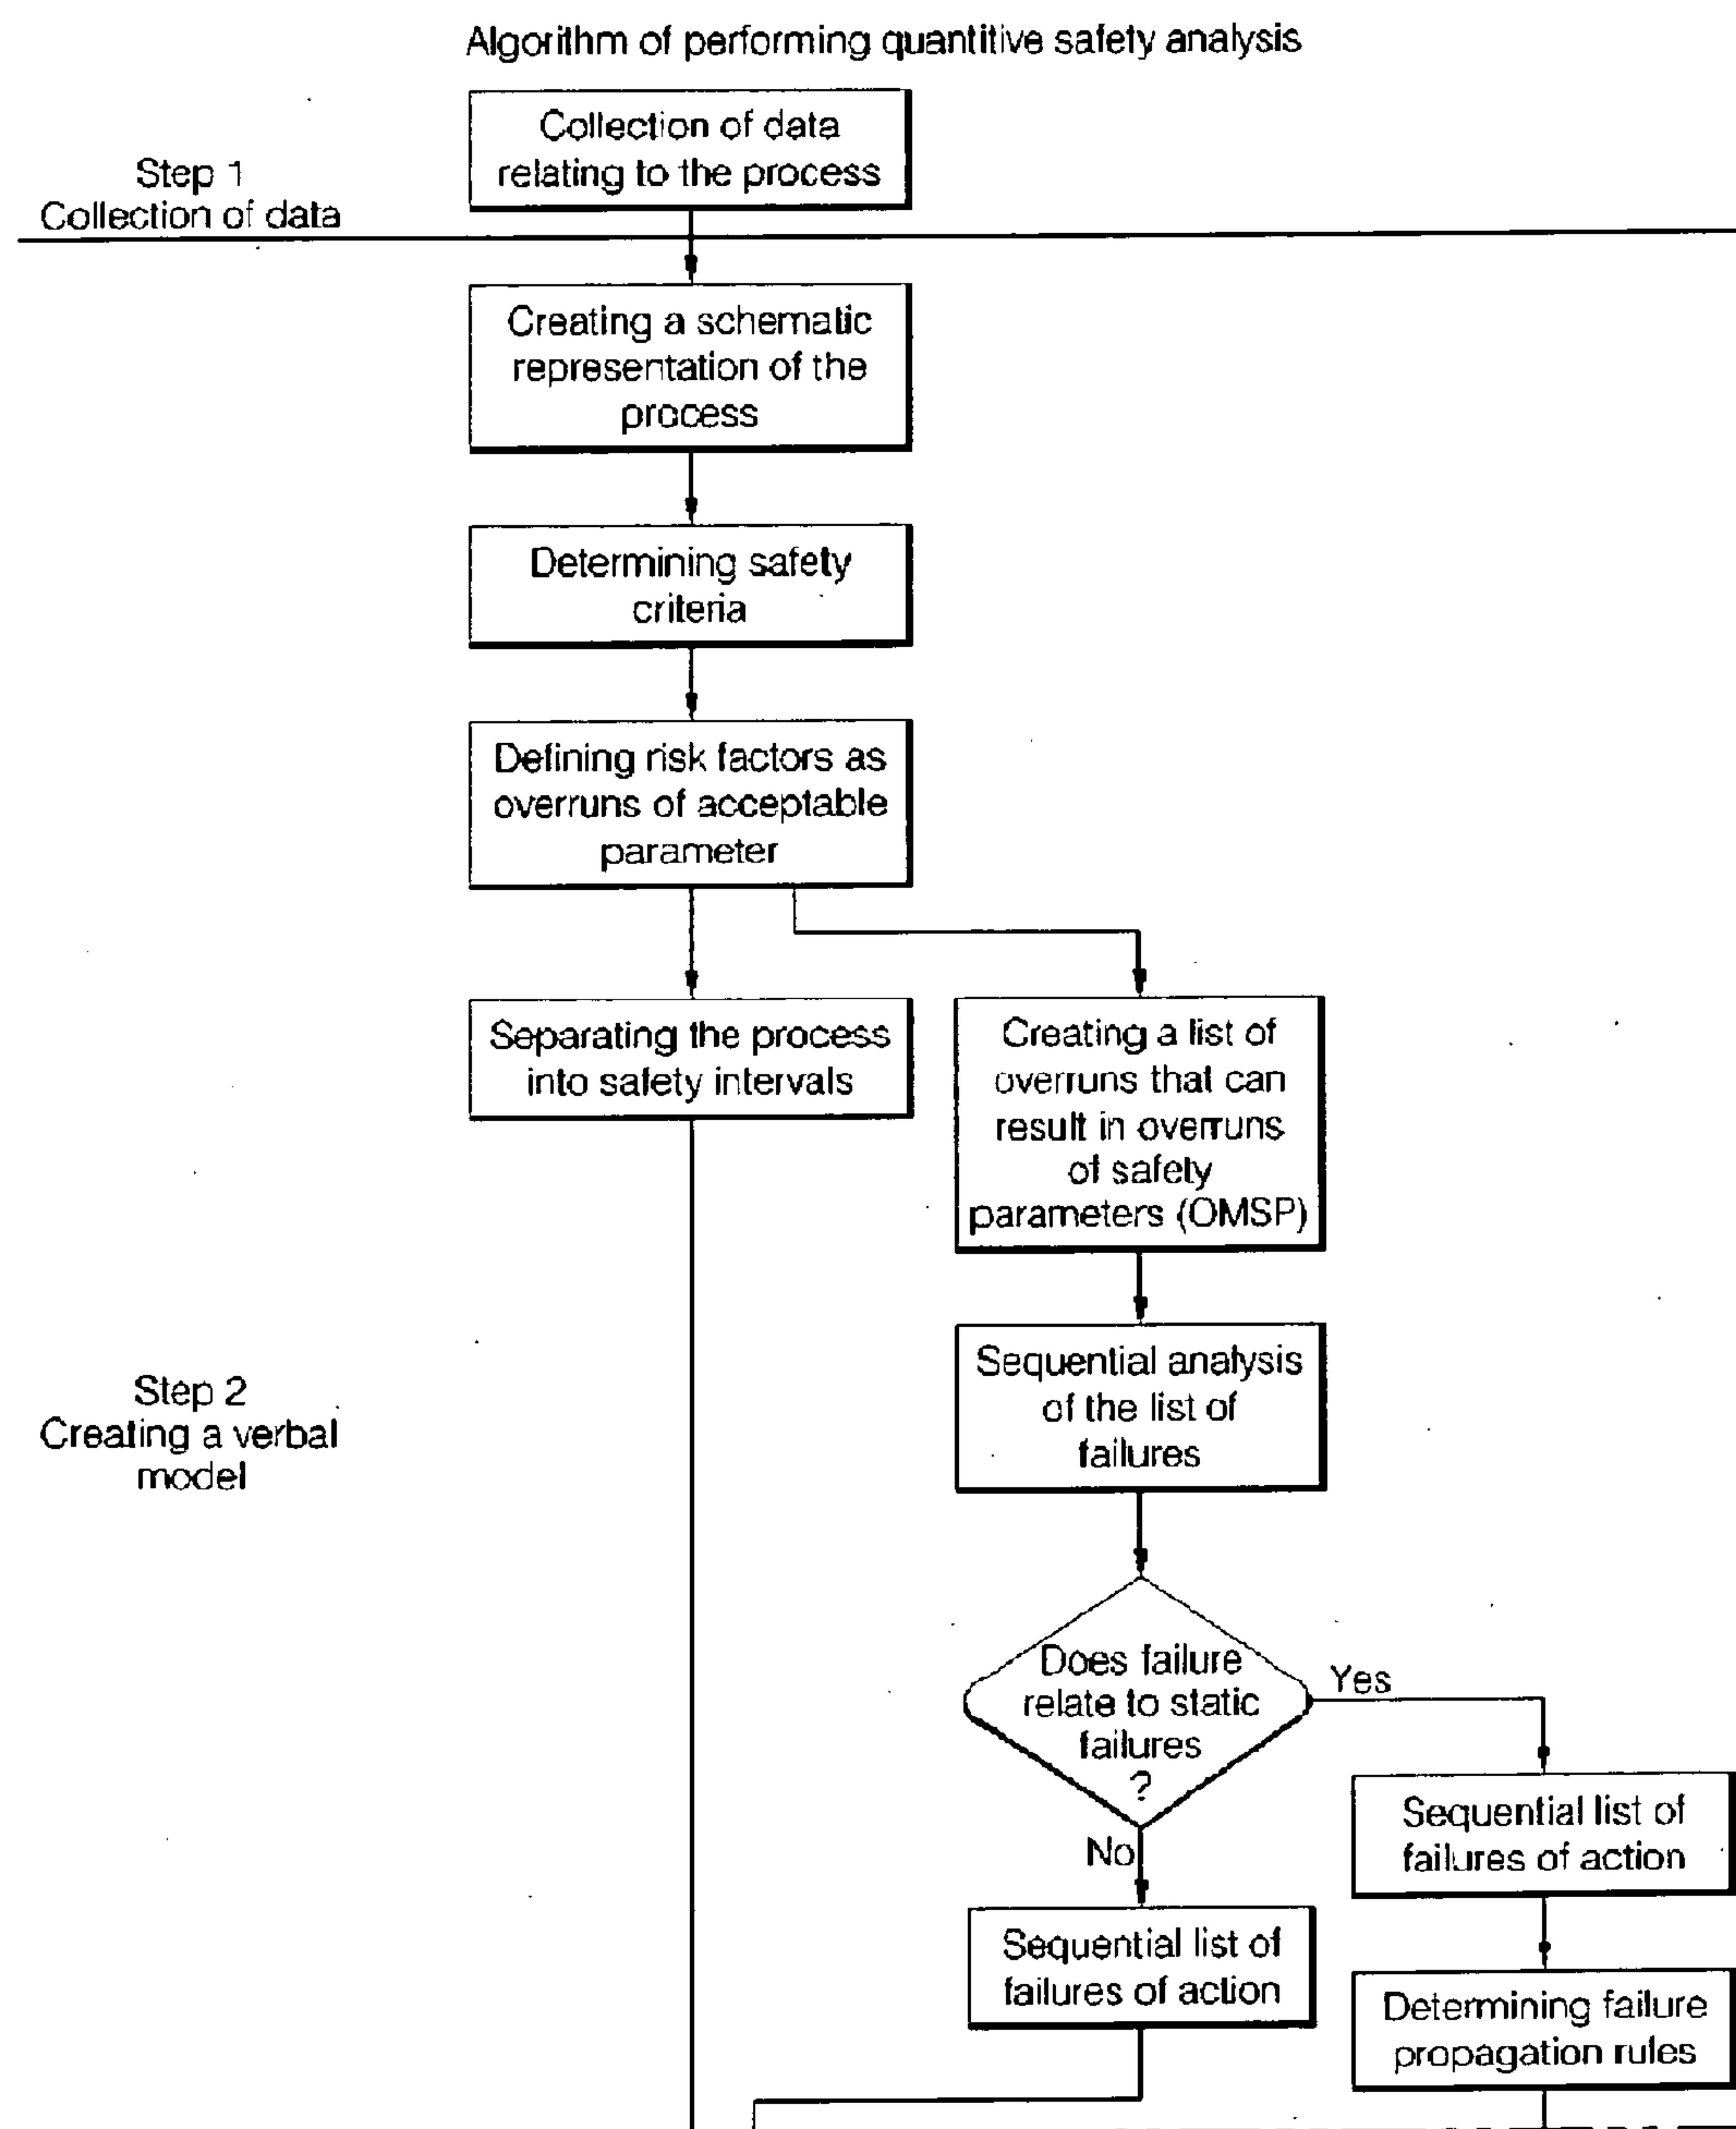 Algorithm of performing quantitive safety analysis
Collection of data
relating to the process
Step 1
Collection of data
Creating a schematic
representation of the
process
Determining safety
criteria
Defining risk factors as
overruns of acceptable
parameter
Separating the process
into safety intervals
Creating a list of
overruns that can
result in overruns
of safety
parameters (OMSP)
Sequential analysis
of the list of
failures
Step 2
Creating a verbal
model
Does failure
relate to static
failures
?
Yes
No
Sequential list of
failures of action
Sequential list of
failures of action
Determining failure
propagation rules